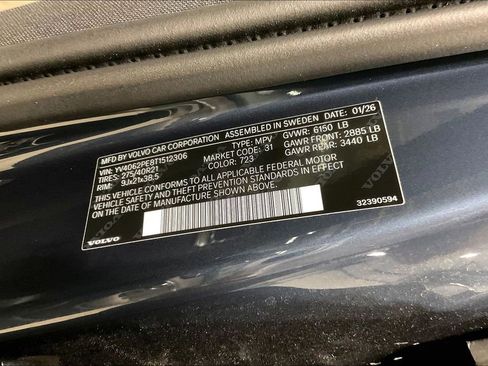 MFD BY VOLVO CAR CORPORATION ASSEMBLED IN SWEDEN DATE: 01/26
VIN: YV4062PE8T1512306 TYPE: MPV GVWR: 6150 LB
TIRES: 275/40R21 MARKET CODE: 31 GAWR FRONT: 2885 LB
RIM: 9Jx21x38.5 COLOR: 723 GAWR REAR: 3440 LB
THIS VEHICLE CONFORMS TO ALL APPLICABLE FEDERAL MOTOR
VEHICLE SAFETY, BUMPER AND THEFT PREVENTION STANDARDS IN EFFECT
ON THE DATE OF MANUFACTURE SHOWN ABOVE.
VOLVO 32390594